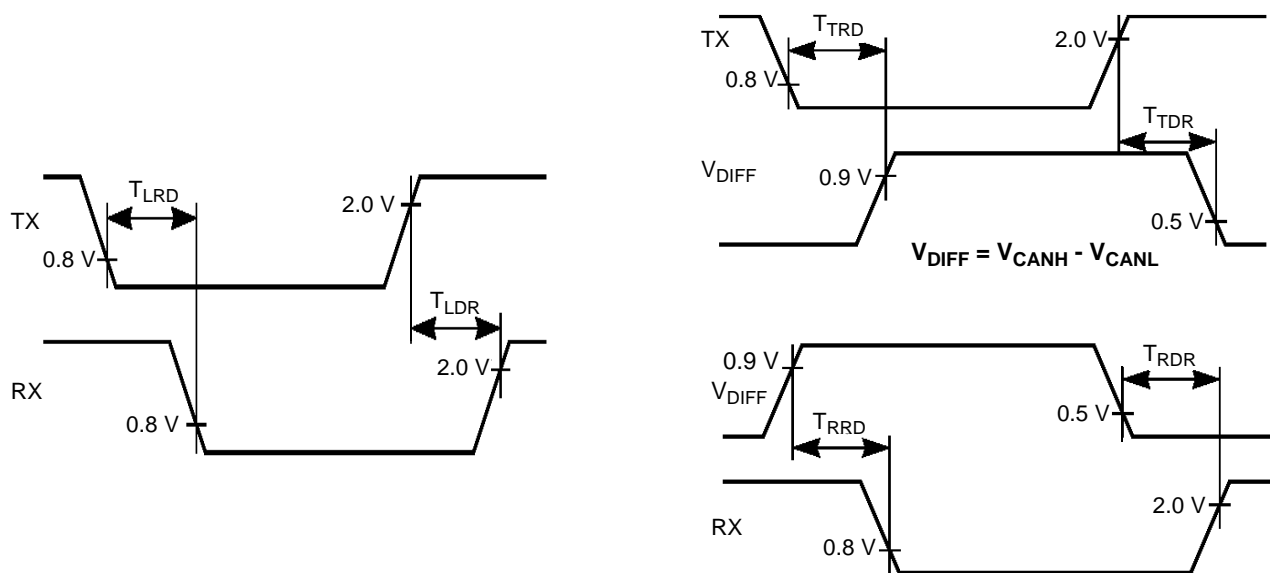 TX
T_LRD
0.8 V
2.0 V
T_LDR
RX
0.8 V
2.0 V
TX
T_TRD
0.8 V
2.0 V
T_TDR
V_DIFF
0.9 V
0.5 V
V_DIFF = V_CANH - V_CANL
0.9 V
V_DIFF
T_RRD
0.5 V
T_RDR
RX
0.8 V
2.0 V